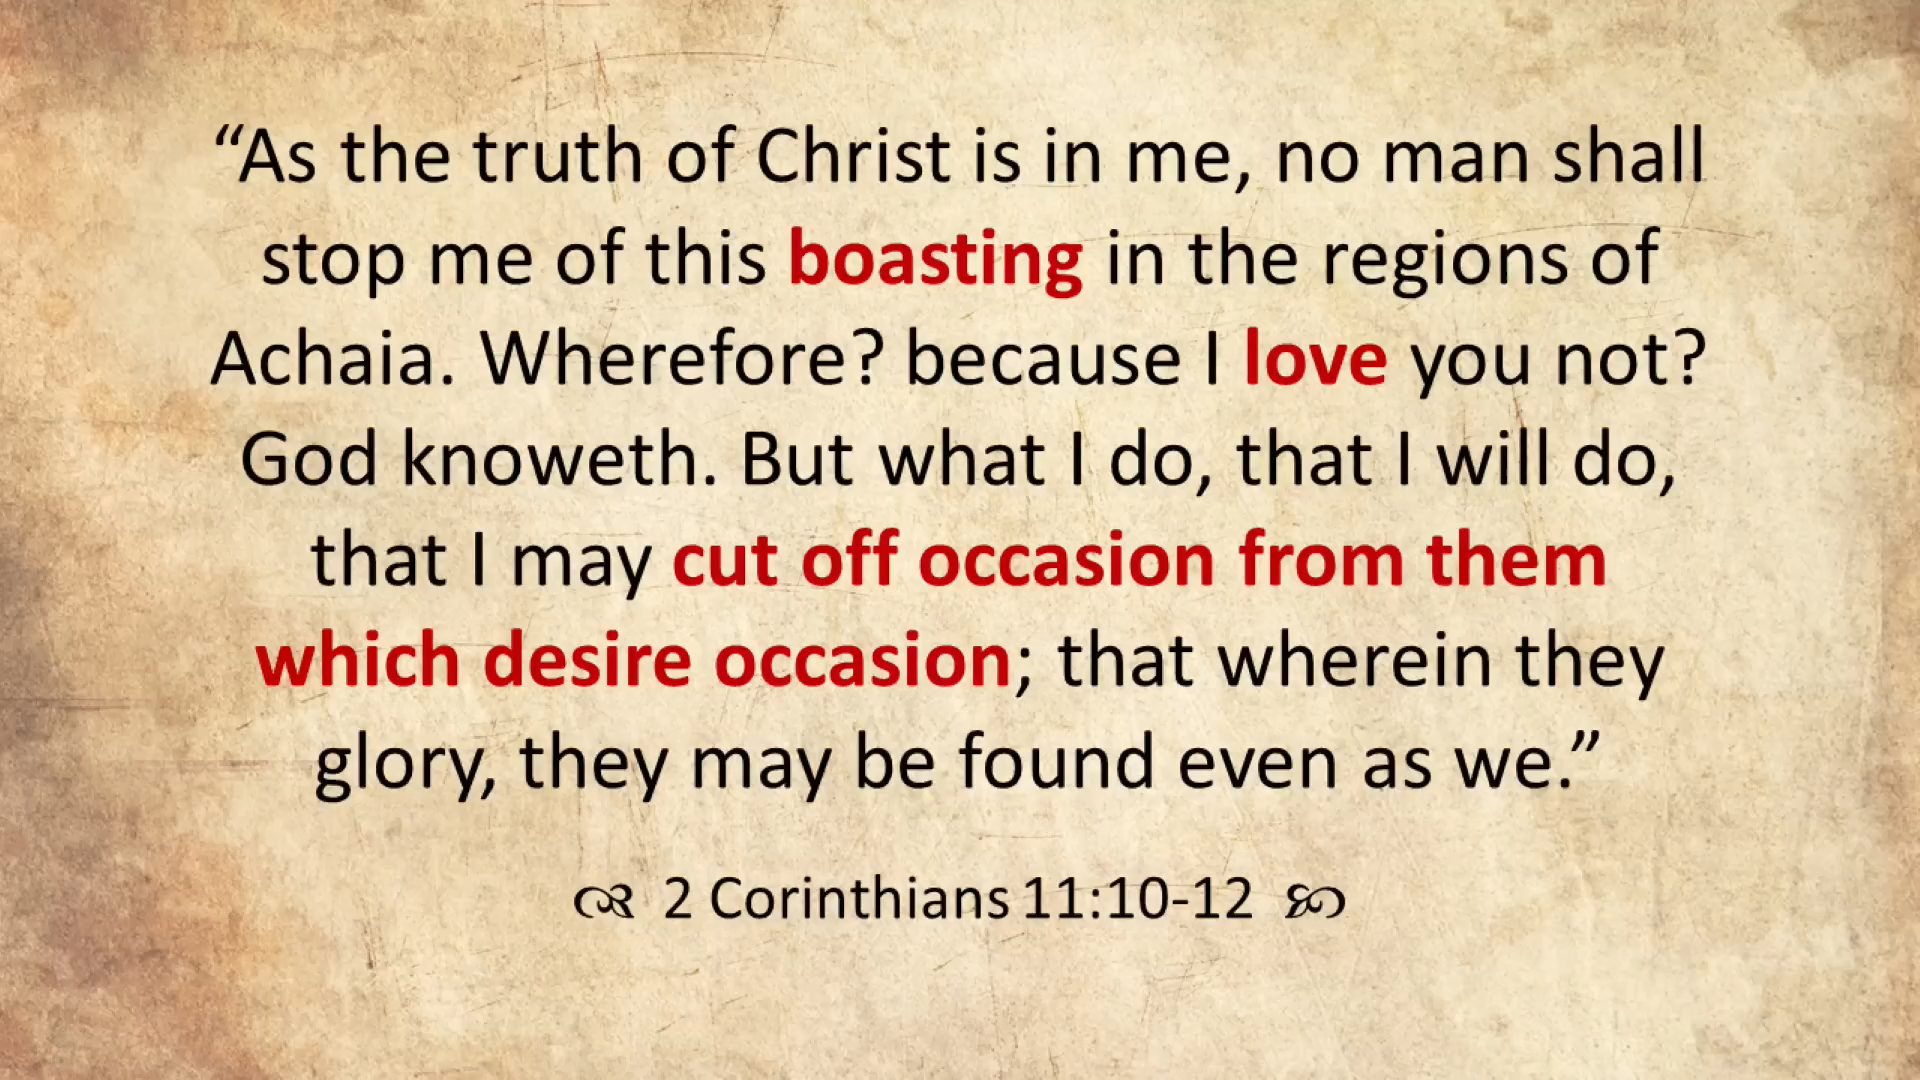 “As the truth of Christ is in me, no man shall
stop me of this boasting in the regions of
Achaia. Wherefore? because I love you not?
God knoweth. But what I do, that I will do,
that I may cut off occasion from them
which desire occasion; that wherein they
glory, they may be found even as we.”
2 Corinthians 11:10-12